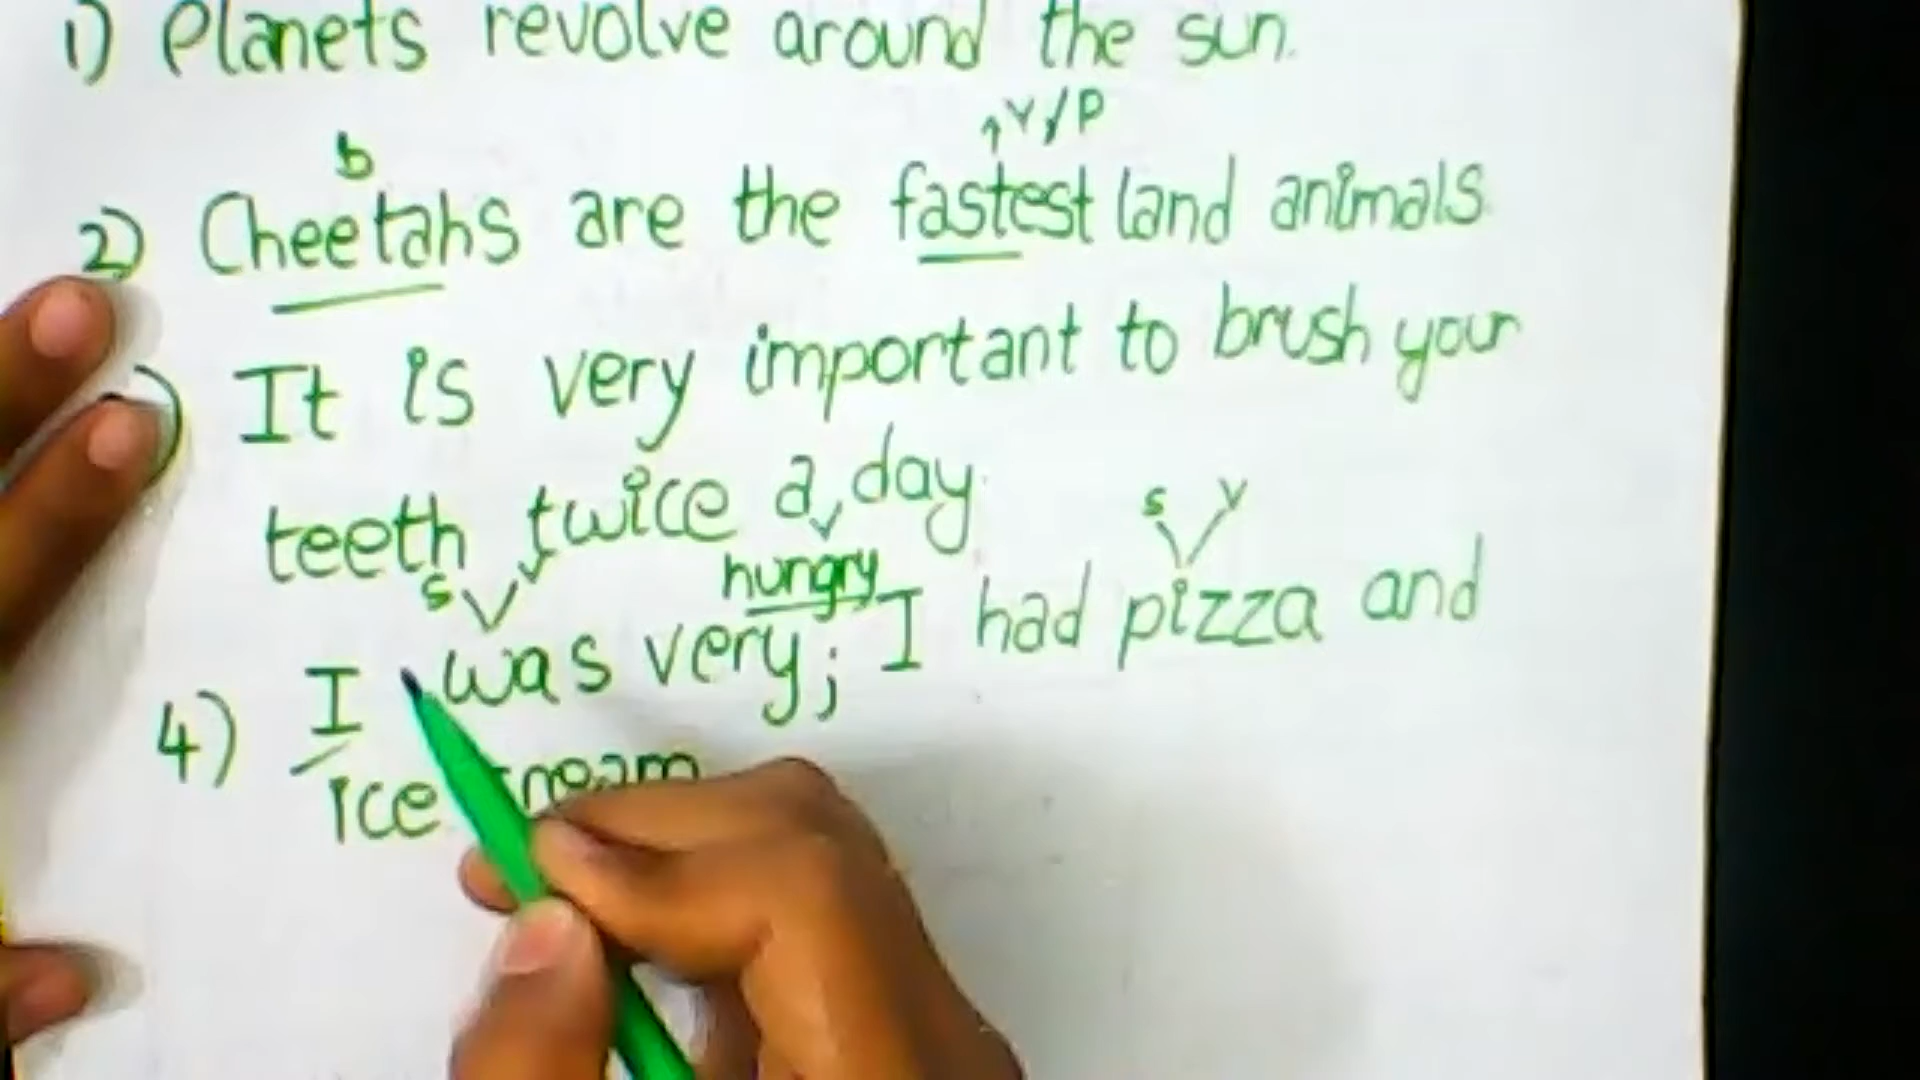 1) Planets revolve around the sun.
b Y/P
2) Cheetahs are the fastest land animals.
) It is very important to brush your
teeth twice a day.
S V hungry S V
4) I was very; I had pizza and
ice cream